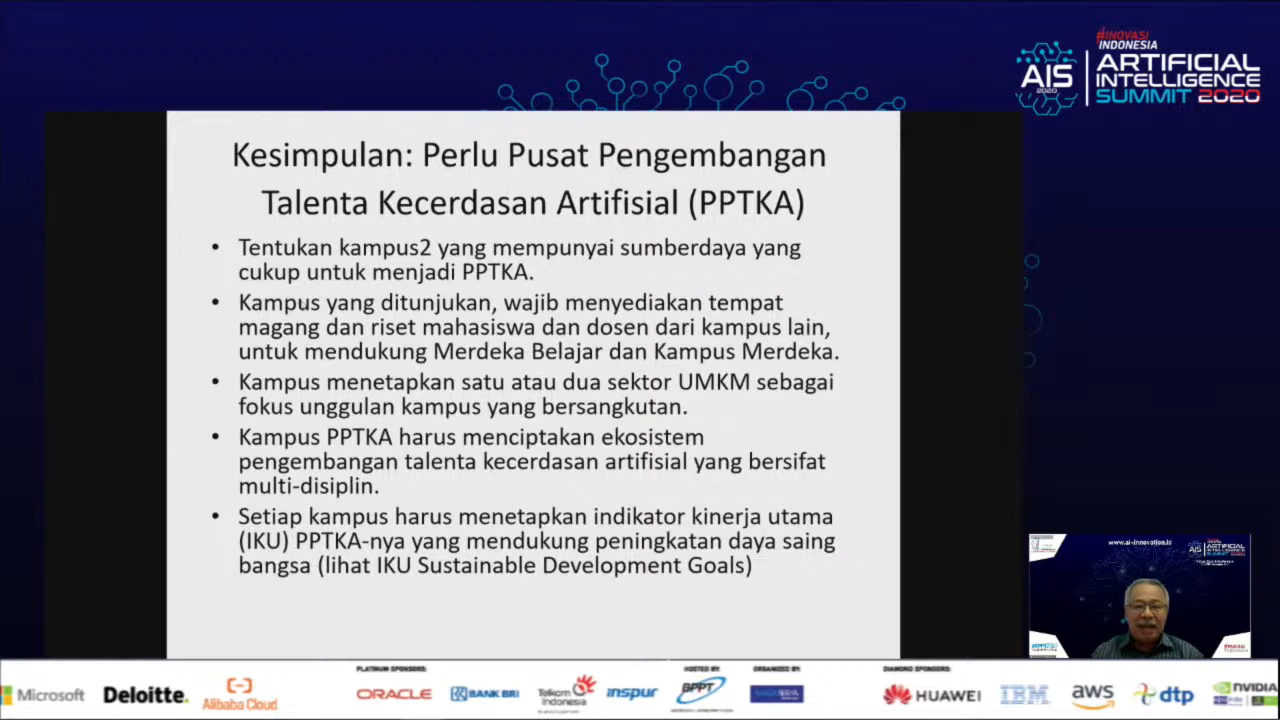 #INOVASI
INDONESIA
AIS
2020
ARTIFICIAL
INTELLIGENCE
SUMMIT 2020
Kesimpulan: Perlu Pusat Pengembangan
Talenta Kecerdasan Artifisial (PPTKA)
• Tentukan kampus2 yang mempunyai sumberdaya yang
cukup untuk menjadi PPTKA.
• Kampus yang ditunjukan, wajib menyediakan tempat
magang dan riset mahasiswa dan dosen dari kampus lain,
untuk mendukung Merdeka Belajar dan Kampus Merdeka.
• Kampus menetapkan satu atau dua sektor UMKM sebagai
fokus unggulan kampus yang bersangkutan.
• Kampus PPTKA harus menciptakan ekosistem
pengembangan talenta kecerdasan artifisial yang bersifat
multi-disiplin.
• Setiap kampus harus menetapkan indikator kinerja utama
(IKU) PPTKA-nya yang mendukung peningkatan daya saing
bangsa (lihat IKU Sustainable Development Goals)
www.ai-innovation.id
AIS ARTIFICIAL
INTELLIGENCE
SUMMIT 2020
PLATINUM SPONSORS: HOSTED BY: ORGANIZED BY: DIAMOND SPONSORS:
Microsoft Deloitte. Alibaba Cloud ORACLE BANK BRI Telkom Indonesia inspur BPPT HUAWEI IBM aws dtp NVIDIA